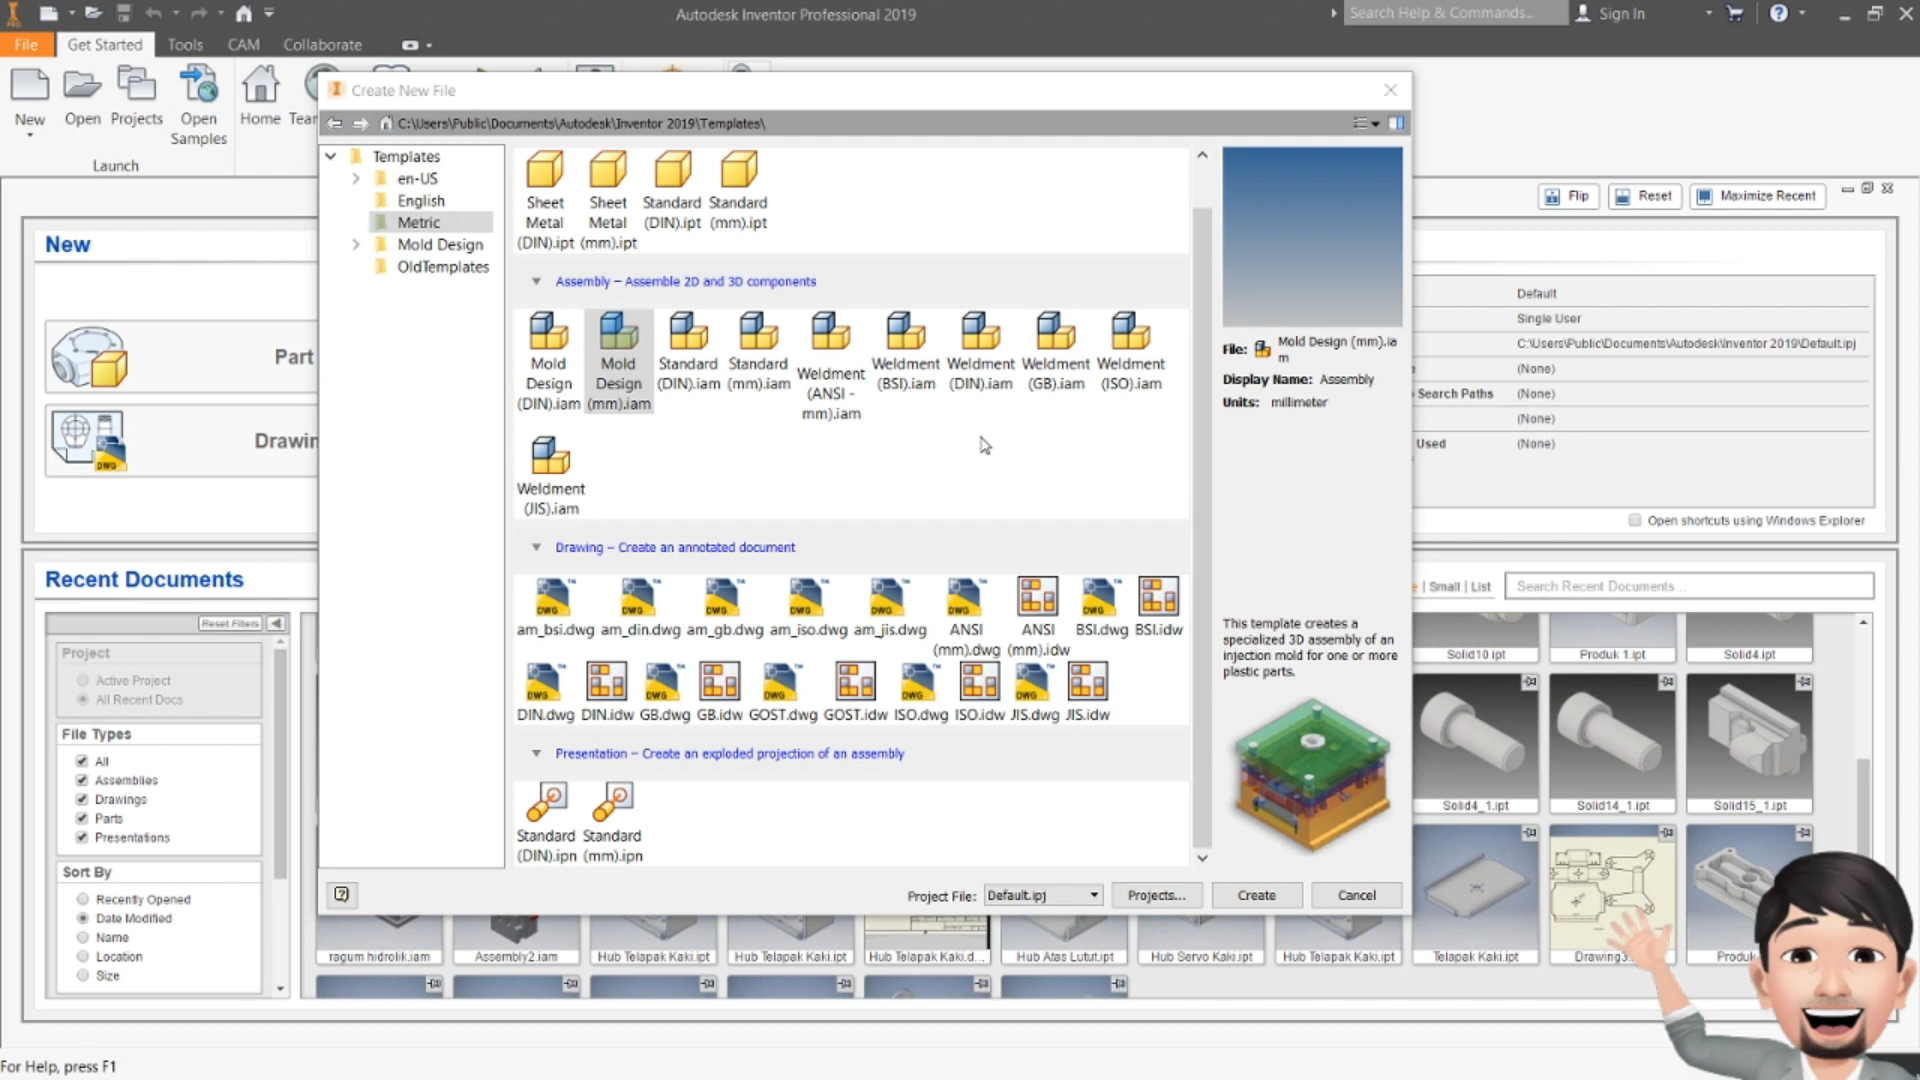 Autodesk Inventor Professional 2019
Search Help & Commands...
Sign In
File
Get Started
Tools
CAM
Collaborate
New
Open
Projects
Open
Samples
Home
Launch
Create New File
C:\Users\Public\Documents\Autodesk\Inventor 2019\Templates\
Templates
en-US
English
Metric
Mold Design
OldTemplates
Sheet
Metal
(DIN).ipt
Sheet
Metal
(mm).ipt
Standard
(DIN).ipt
Standard
(mm).ipt
Assembly – Assemble 2D and 3D components
Mold
Design
(DIN).iam
Mold
Design
(mm).iam
Standard
(DIN).iam
Standard
(mm).iam
Weldment
(ANSI -
mm).iam
Weldment
(BSI).iam
Weldment
(DIN).iam
Weldment
(GB).iam
Weldment
(ISO).iam
Weldment
(JIS).iam
Drawing – Create an annotated document
am_bsi.dwg
am_din.dwg
am_gb.dwg
am_iso.dwg
am_jis.dwg
ANSI
(mm).dwg
ANSI
(mm).idw
BSI.dwg
BSI.idw
DIN.dwg
DIN.idw
GB.dwg
GB.idw
GOST.dwg
GOST.idw
ISO.dwg
ISO.idw
JIS.dwg
JIS.idw
Presentation – Create an exploded projection of an assembly
Standard
(DIN).ipn
Standard
(mm).ipn
File:
Mold Design (mm).ia
m
Display Name: Assembly
Units: millimeter
This template creates a
specialized 3D assembly of an
injection mold for one or more
plastic parts.
Project File:
Default.ipj
Projects...
Create
Cancel
New
Part
Drawin
Flip
Reset
Maximize Recent
Default
Single User
C:\Users\Public\Documents\Autodesk\Inventor 2019\Default.ipj
(None)
Search Paths
(None)
(None)
Used
(None)
Open shortcuts using Windows Explorer
Recent Documents
Small | List
Search Recent Documents...
Reset Filters
Project
Active Project
All Recent Docs
File Types
All
Assemblies
Drawings
Parts
Presentations
Sort By
Recently Opened
Date Modified
Name
Location
Size
Solid10.ipt
Produk 1.ipt
Solid4.ipt
Solid4_1.ipt
Solid14_1.ipt
Solid15_1.ipt
ragum hidrolik.iam
Assembly2.iam
Hub Telapak Kaki.ipt
Hub Telapak Kaki.ipt
Hub Telapak Kaki.d...
Hub Atas Lutut.ipt
Hub Servo Kaki.ipt
Hub Telapak Kaki.ipt
Telapak Kaki.ipt
For Help, press F1